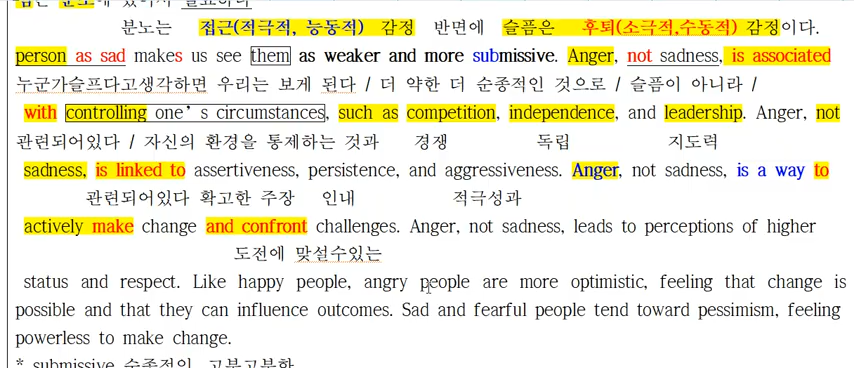 분노는 접근(적극적, 능동적) 감정 반면에 슬픔은 후퇴(소극적,수동적) 감정이다.
person as sad makes us see them as weaker and more submissive. Anger, not sadness, is associated
누군가슬프다고생각하면 우리는 보게 된다 / 더 약한 더 순종적인 것으로 / 슬픔이 아니라 /
with controlling one's circumstances, such as competition, independence, and leadership. Anger, not
관련되어있다 / 자신의 환경을 통제하는 것과 경쟁 독립 지도력
sadness, is linked to assertiveness, persistence, and aggressiveness. Anger, not sadness, is a way to
관련되어있다 확고한 주장 인내 적극성과
actively make change and confront challenges. Anger, not sadness, leads to perceptions of higher
도전에 맞설수있는
status and respect. Like happy people, angry people are more optimistic, feeling that change is
possible and that they can influence outcomes. Sad and fearful people tend toward pessimism, feeling
powerless to make change.
* submissive 순종적인, 고분고분한